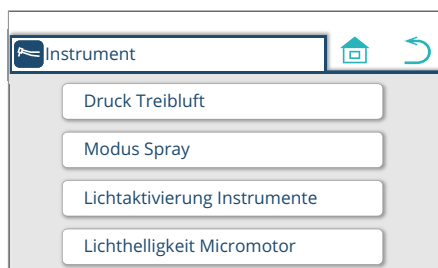 Instrument
Druck Treibluft
Modus Spray
Lichtaktivierung Instrumente
Lichthelligkeit Micromotor